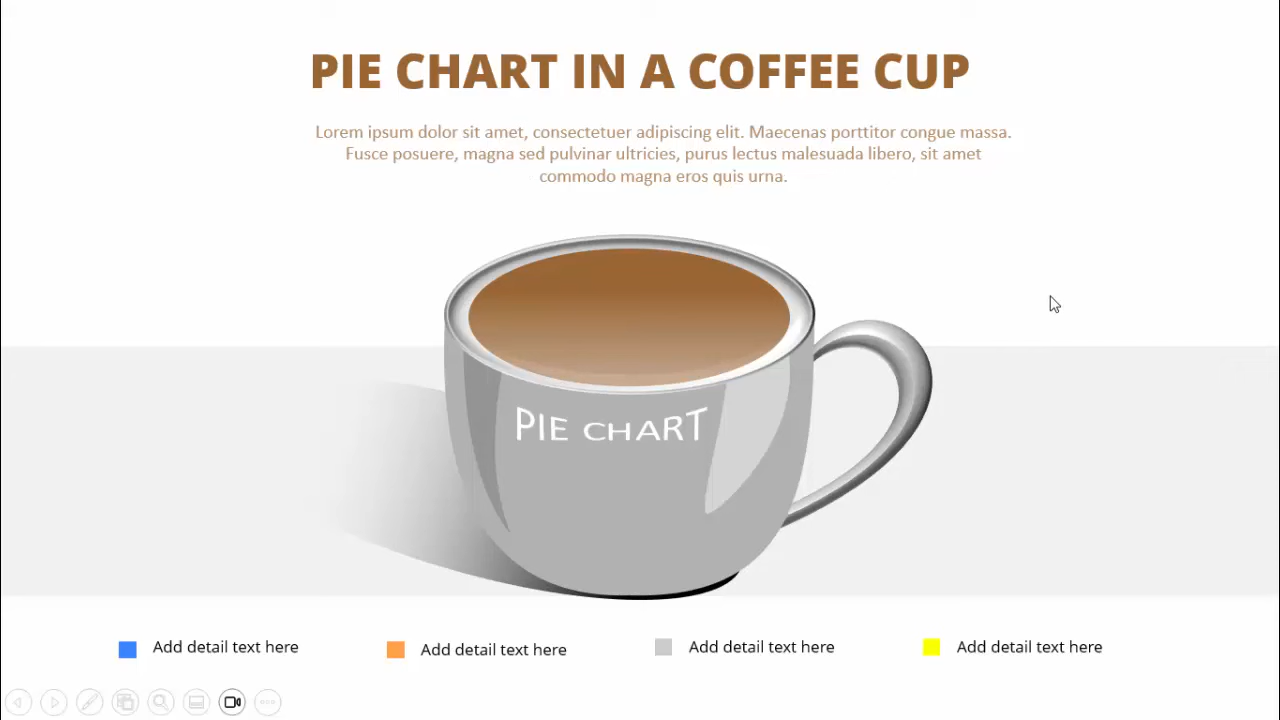 PIE CHART IN A COFFEE CUP
Lorem ipsum dolor sit amet, consectetuer adipiscing elit. Maecenas porttitor congue massa.
Fusce posuere, magna sed pulvinar ultricies, purus lectus malesuada libero, sit amet
commodo magna eros quis urna.
PIE CHART
Add detail text here
Add detail text here
Add detail text here
Add detail text here